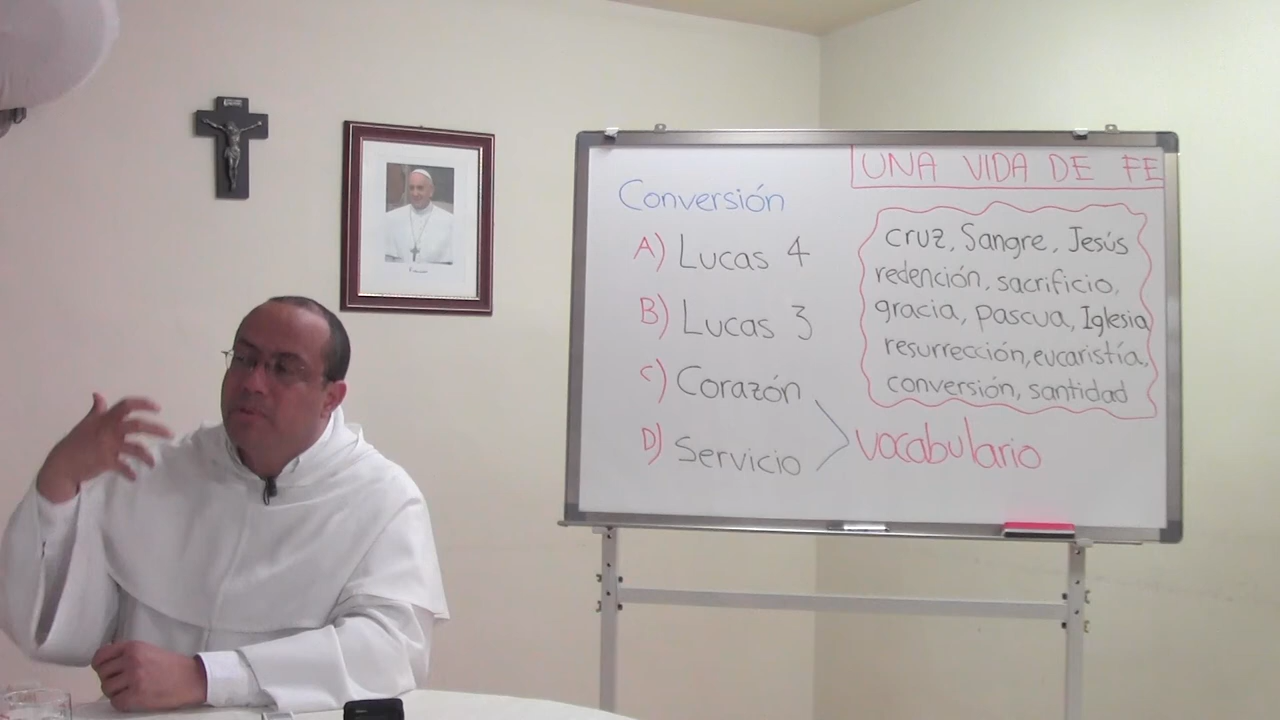 UNA VIDA DE FE
Conversión
A) Lucas 4
B) Lucas 3
C) Corazón
D) Servicio
cruz, Sangre, Jesús
redención, sacrificio,
gracia, pascua, Iglesia
resurrección, eucaristía,
conversión, santidad
vocabulario